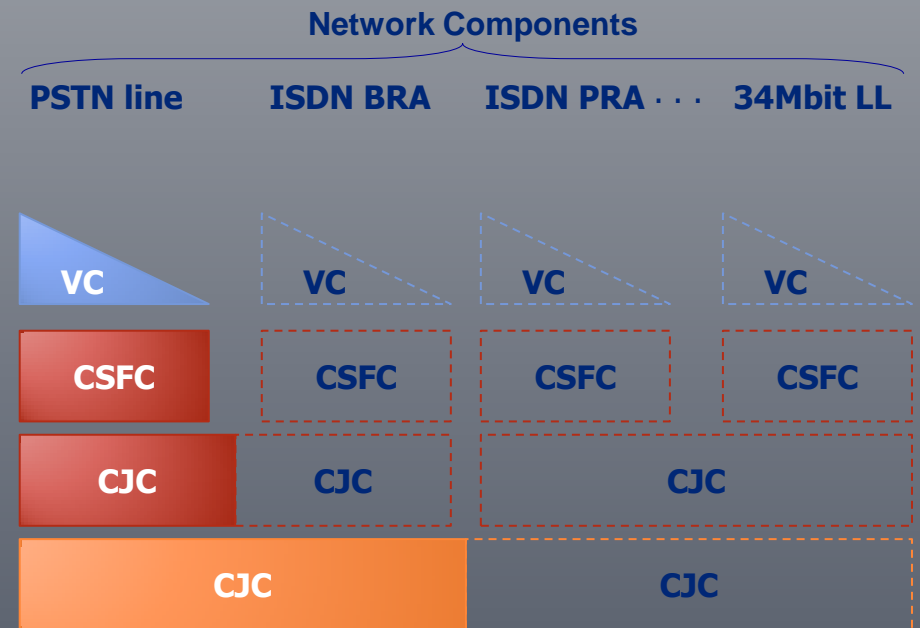 Network Components
PSTN line ISDN BRA ISDN PRA · · · 34Mbit LL
VC VC VC VC
CSFC CSFC CSFC CSFC
CJC CJC CJC
CJC CJC